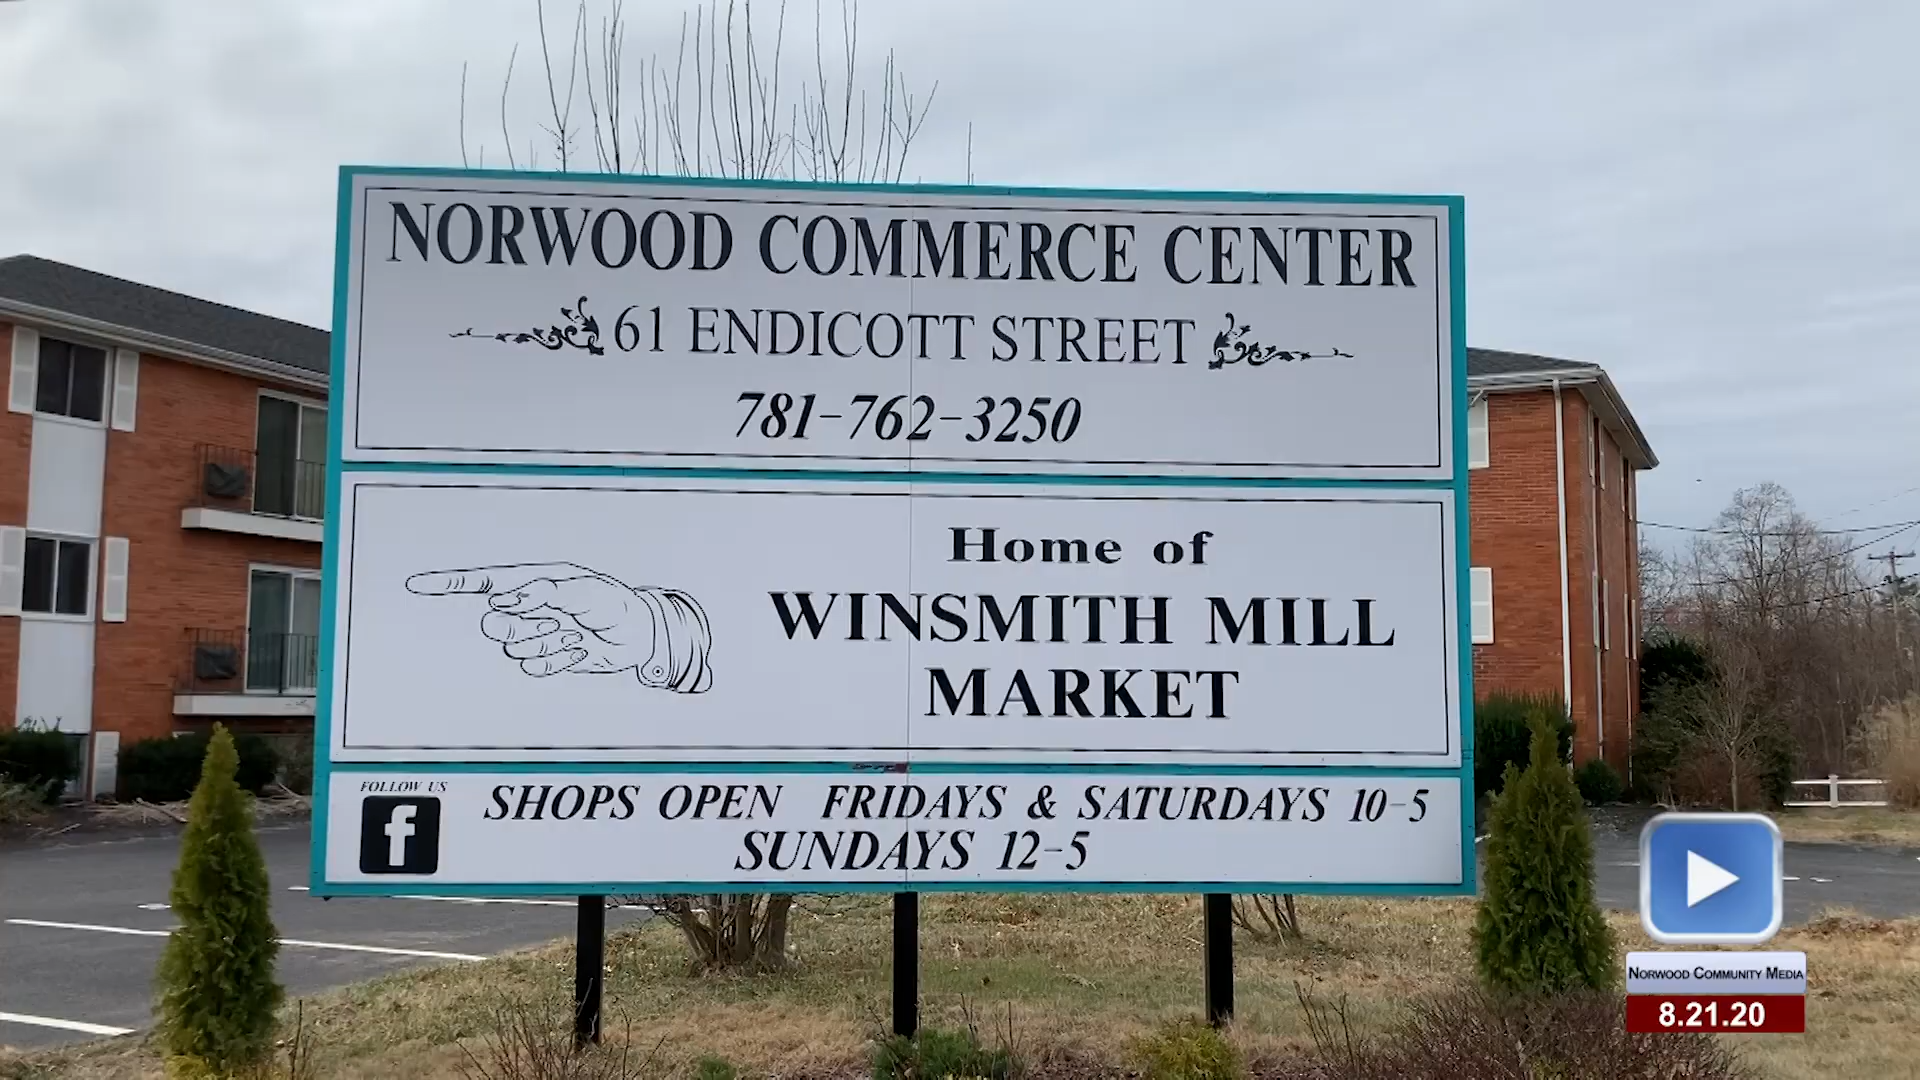 NORWOOD COMMERCE CENTER
61 ENDICOTT STREET
781-762-3250
Home of
WINSMITH MILL
MARKET
FOLLOW US
f
SHOPS OPEN FRIDAYS & SATURDAYS 10-5
SUNDAYS 12-5
NORWOOD COMMUNITY MEDIA
8.21.20